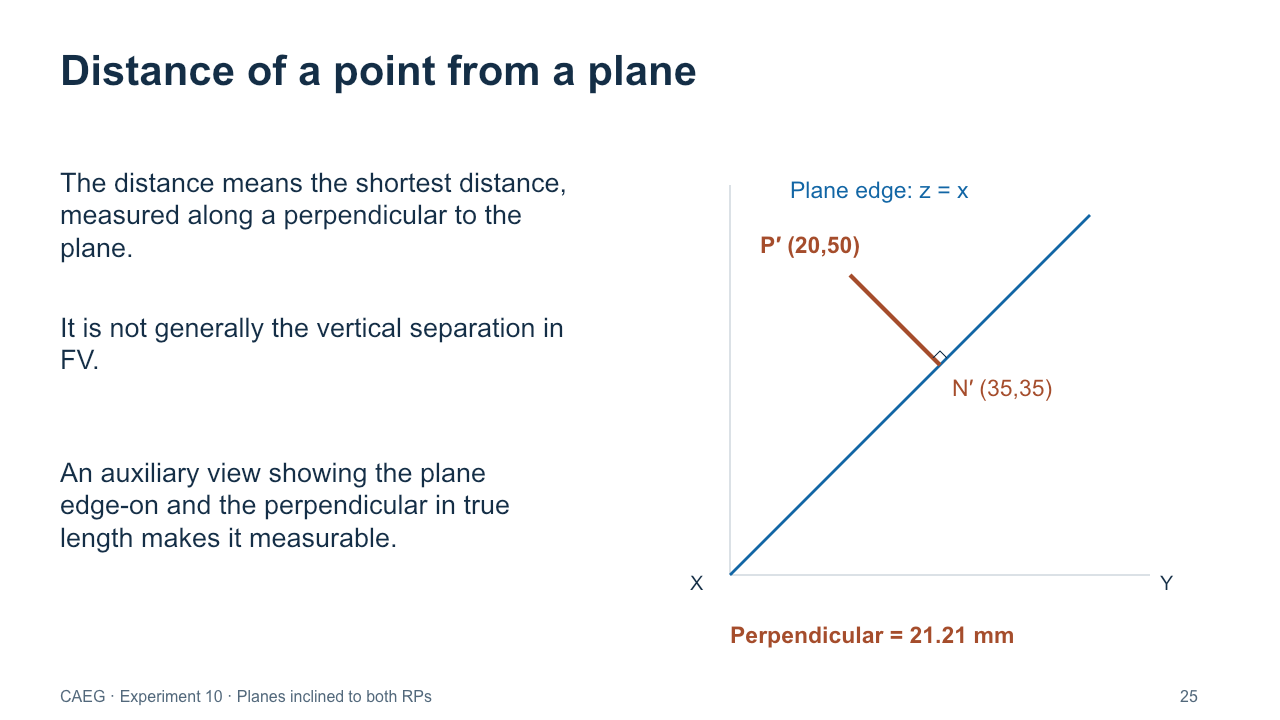 Distance of a point from a plane
The distance means the shortest distance,
measured along a perpendicular to the
plane.
It is not generally the vertical separation in
FV.
An auxiliary view showing the plane
edge-on and the perpendicular in true
length makes it measurable.
Plane edge: z = x
P′ (20,50)
N′ (35,35)
X
Y
Perpendicular = 21.21 mm
CAEG · Experiment 10 · Planes inclined to both RPs
25